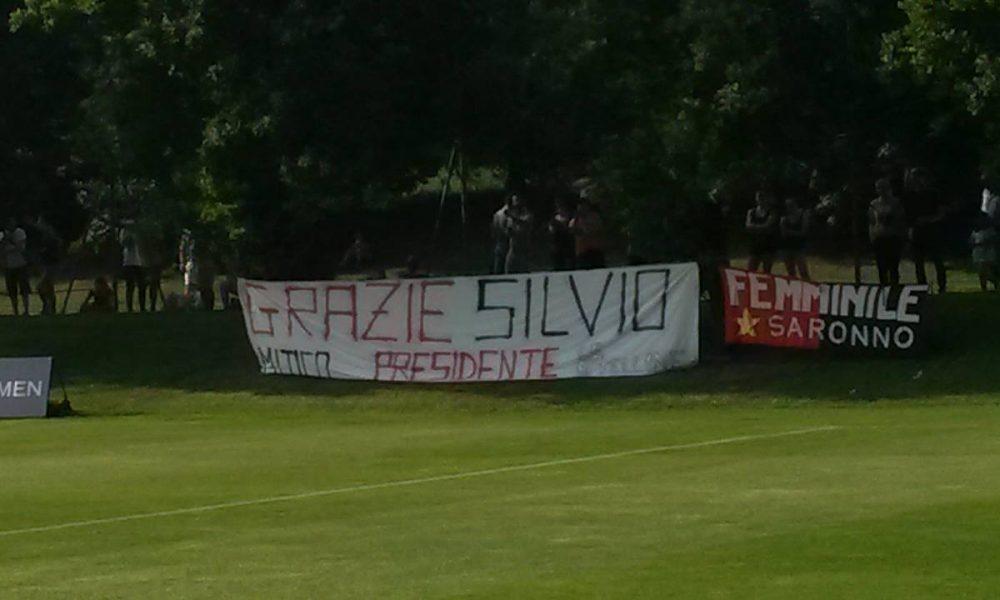 GRAZIE SILVIO
MITICO PRESIDENTE
FEMMINILE
SARONNO
MEN